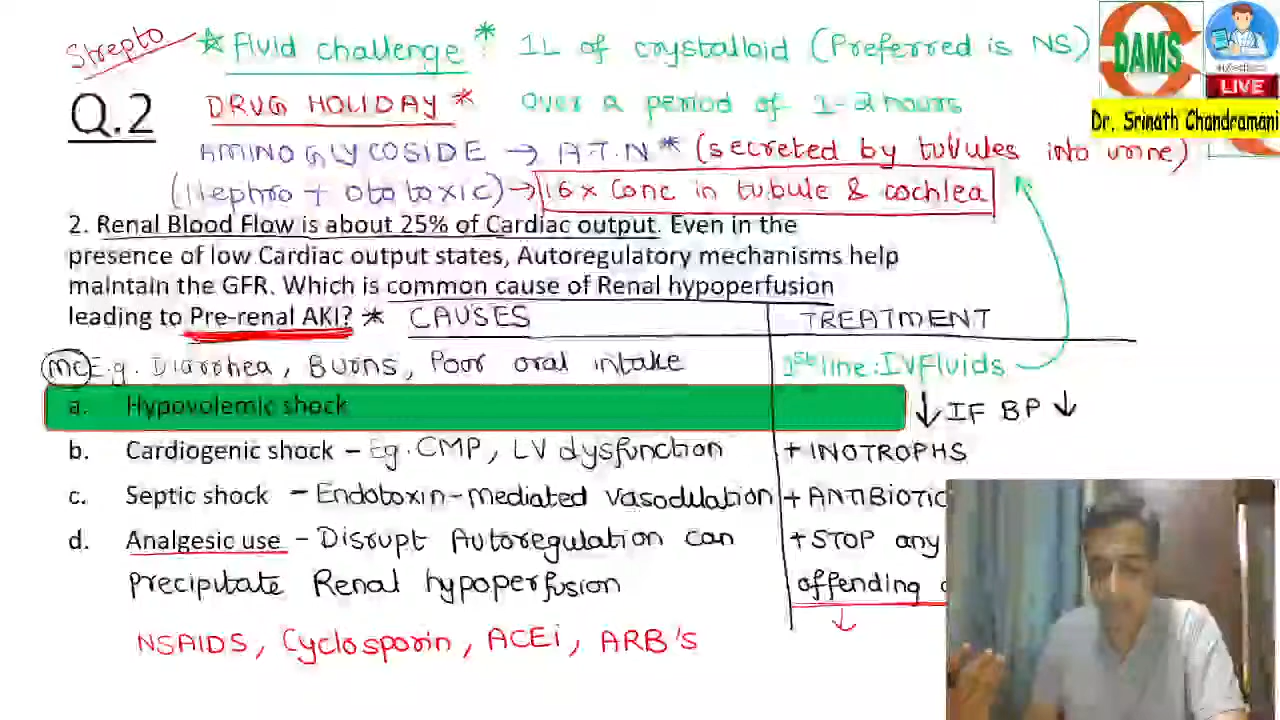 Strepto ☆ Fluid challenge * 1L of crystalloid (Preferred is NS)
DAMS
LIVE
Dr. Srinath Chandramani
Q.2 DRUG HOLIDAY * over a period of 1-2 hours
AMINOGLYCOSIDE → A.T.N * (secreted by tubules into urine)
(Nephro + ototoxic) → 16x Conc in tubule & cochlea
2. Renal Blood Flow is about 25% of Cardiac output. Even in the
presence of low Cardiac output states, Autoregulatory mechanisms help
maintain the GFR. Which is common cause of Renal hypoperfusion
leading to Pre-renal AKI? * CAUSES TREATMENT
MC E.g. Diarrhea, Burns, Poor oral intake 1st line: IV Fluids →
a. Hypovolemic shock ↓ IF BP ↓
b. Cardiogenic shock – Eg. CMP, LV dysfunction + INOTROPHS
c. Septic shock – Endotoxin-mediated vasodilation + ANTIBIOTIC
d. Analgesic use – Disrupt Autoregulation can + STOP any
precipitate Renal hypoperfusion offending
↓
NSAIDS, Cyclosporin, ACEi, ARB's